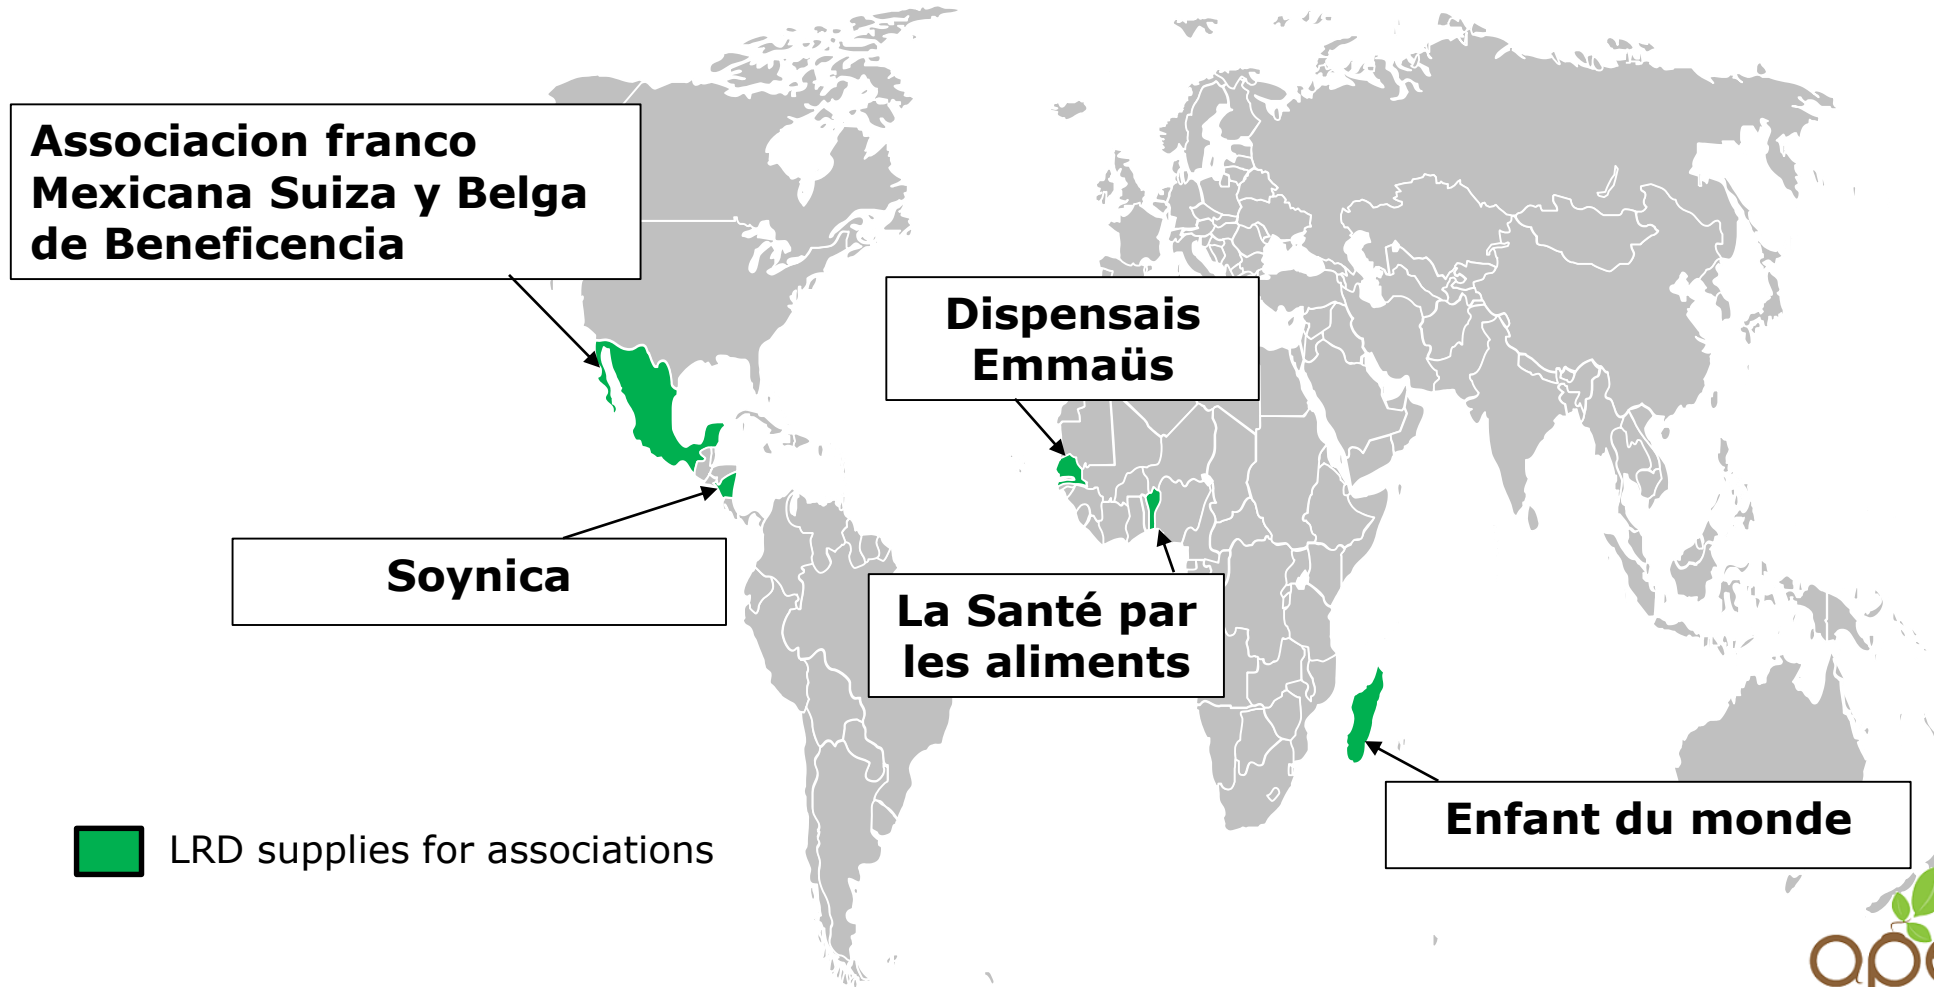 Associacion franco
Mexicana Suiza y Belga
de Beneficencia
Dispensais
Emmaüs
Soynica
La Santé par
les aliments
Enfant du monde
LRD supplies for associations